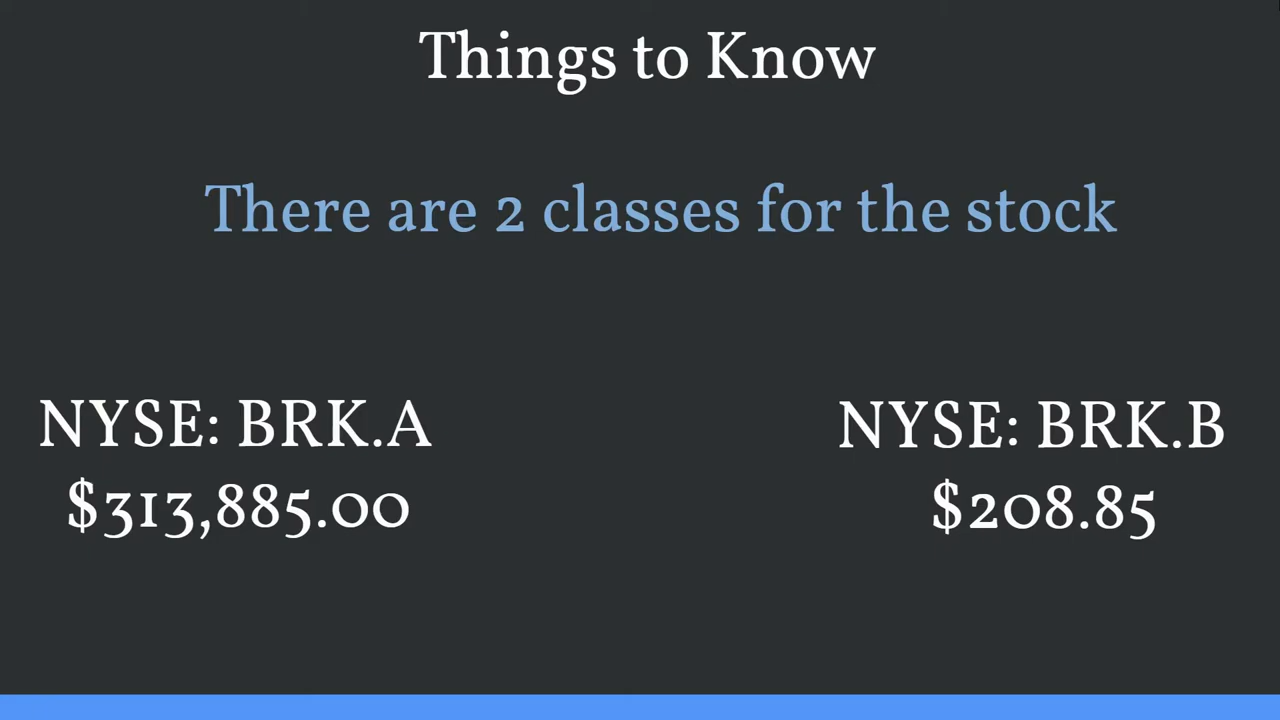 Things to Know
There are 2 classes for the stock
NYSE: BRK.A
$313,885.00
NYSE: BRK.B
$208.85